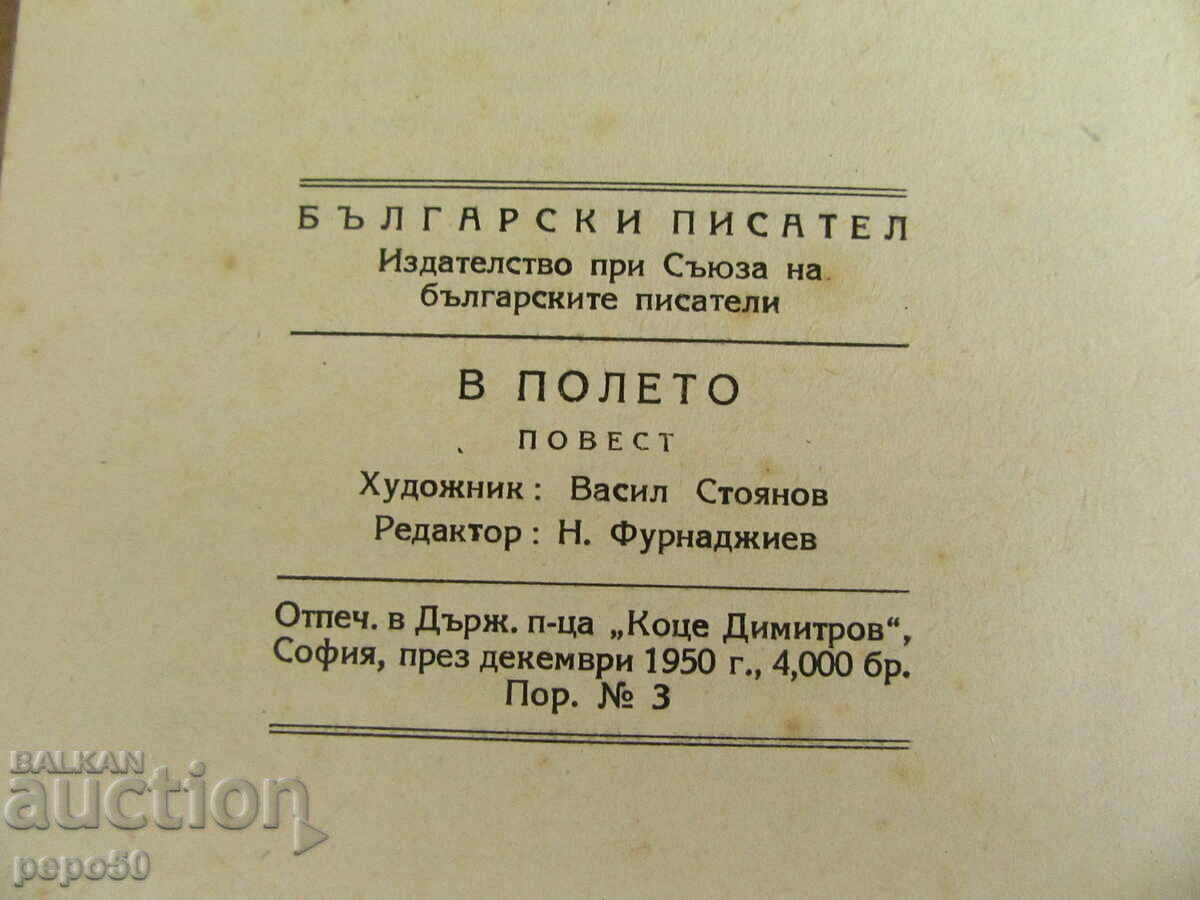 БЪЛГАРСКИ ПИСАТЕЛ
Издателство при Съюза на
българските писатели
В ПОЛЕТО
ПОВЕСТ
Художник: Васил Стоянов
Редактор: Н. Фурнаджиев
Отпеч. в Държ. п-ца „Коце Димитров“,
София, през декември 1950 г., 4,000 бр.
Пор. № 3
BALKAN
auction
pepo50